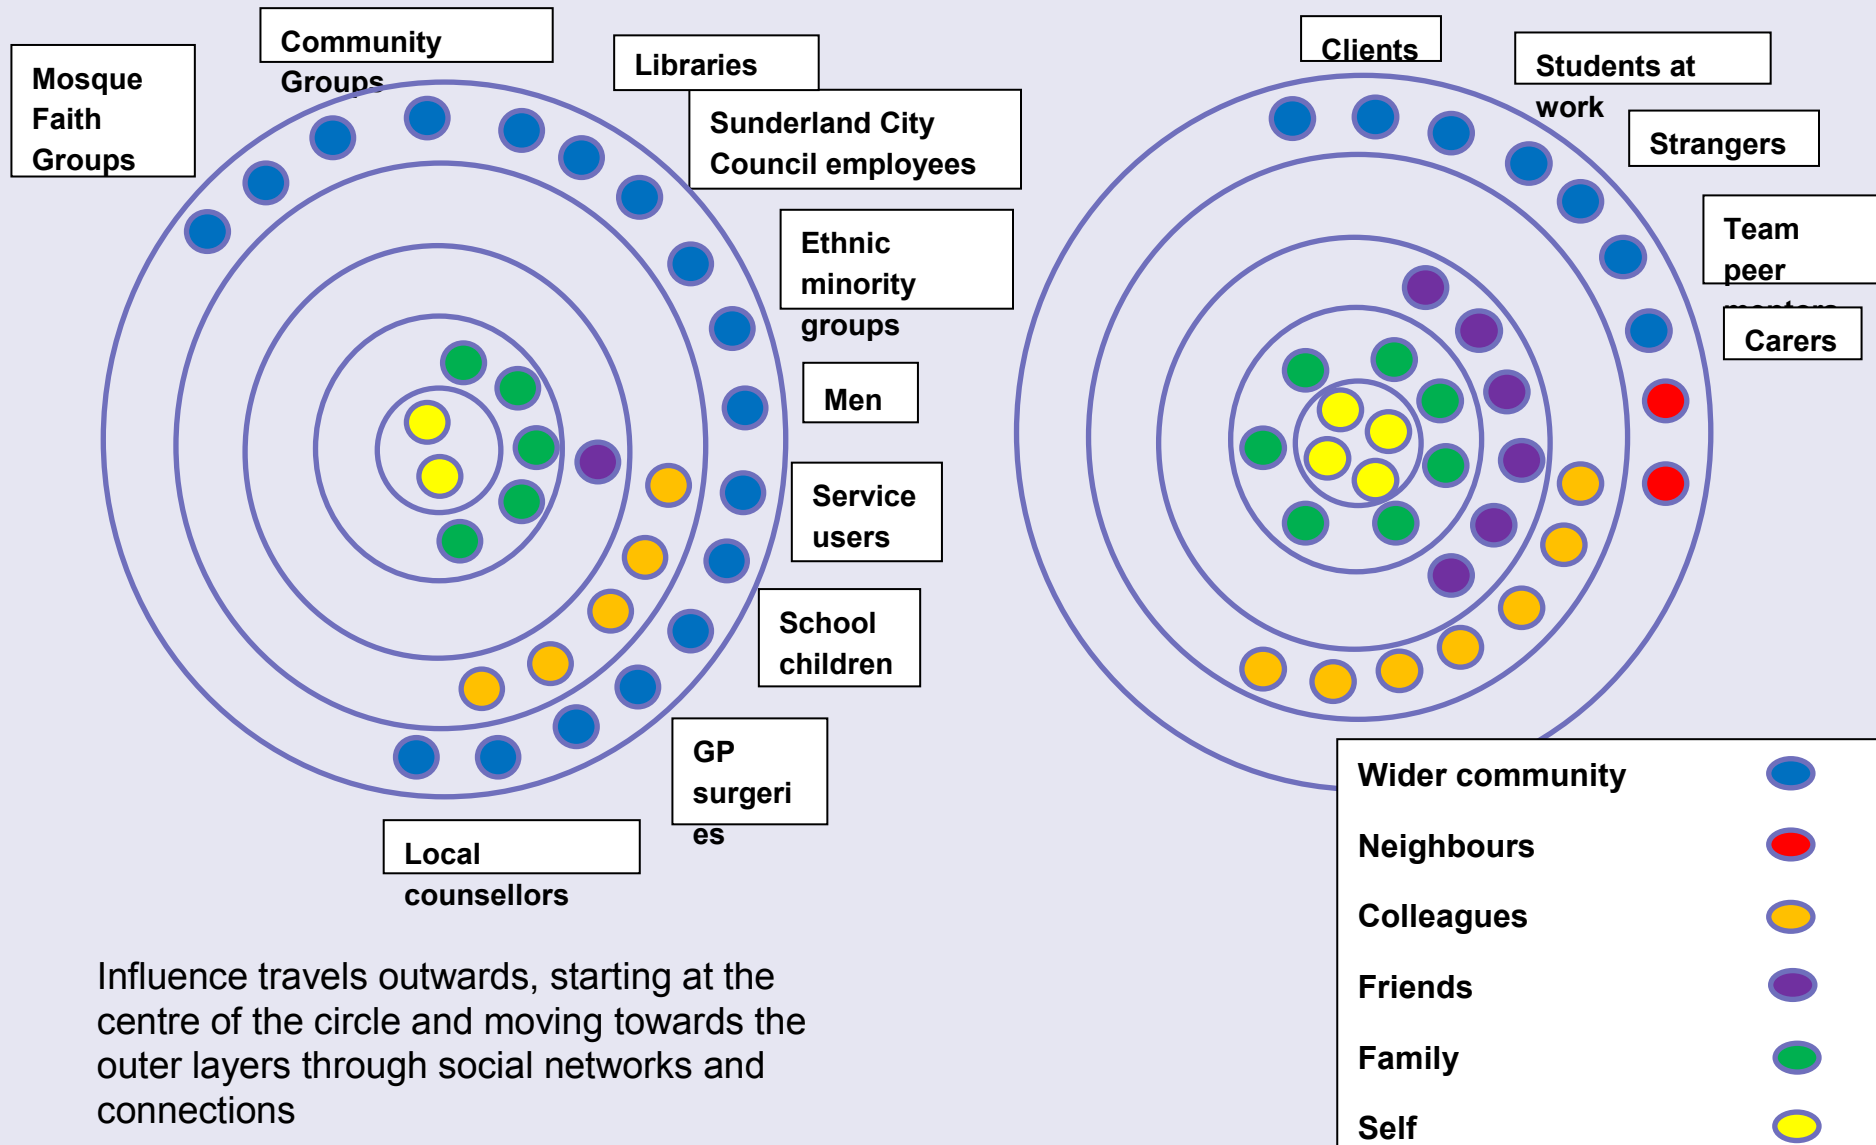 Mosque
Faith
Groups
Community
Groups
Libraries
Sunderland City
Council employees
Ethnic
minority
groups
Men
Service
users
School
children
GP
surgeri
es
Local
counsellors
Clients
Students at
work
Strangers
Team
peer
mentors
Carers
Wider community
Neighbours
Colleagues
Friends
Family
Self
Influence travels outwards, starting at the
centre of the circle and moving towards the
outer layers through social networks and
connections